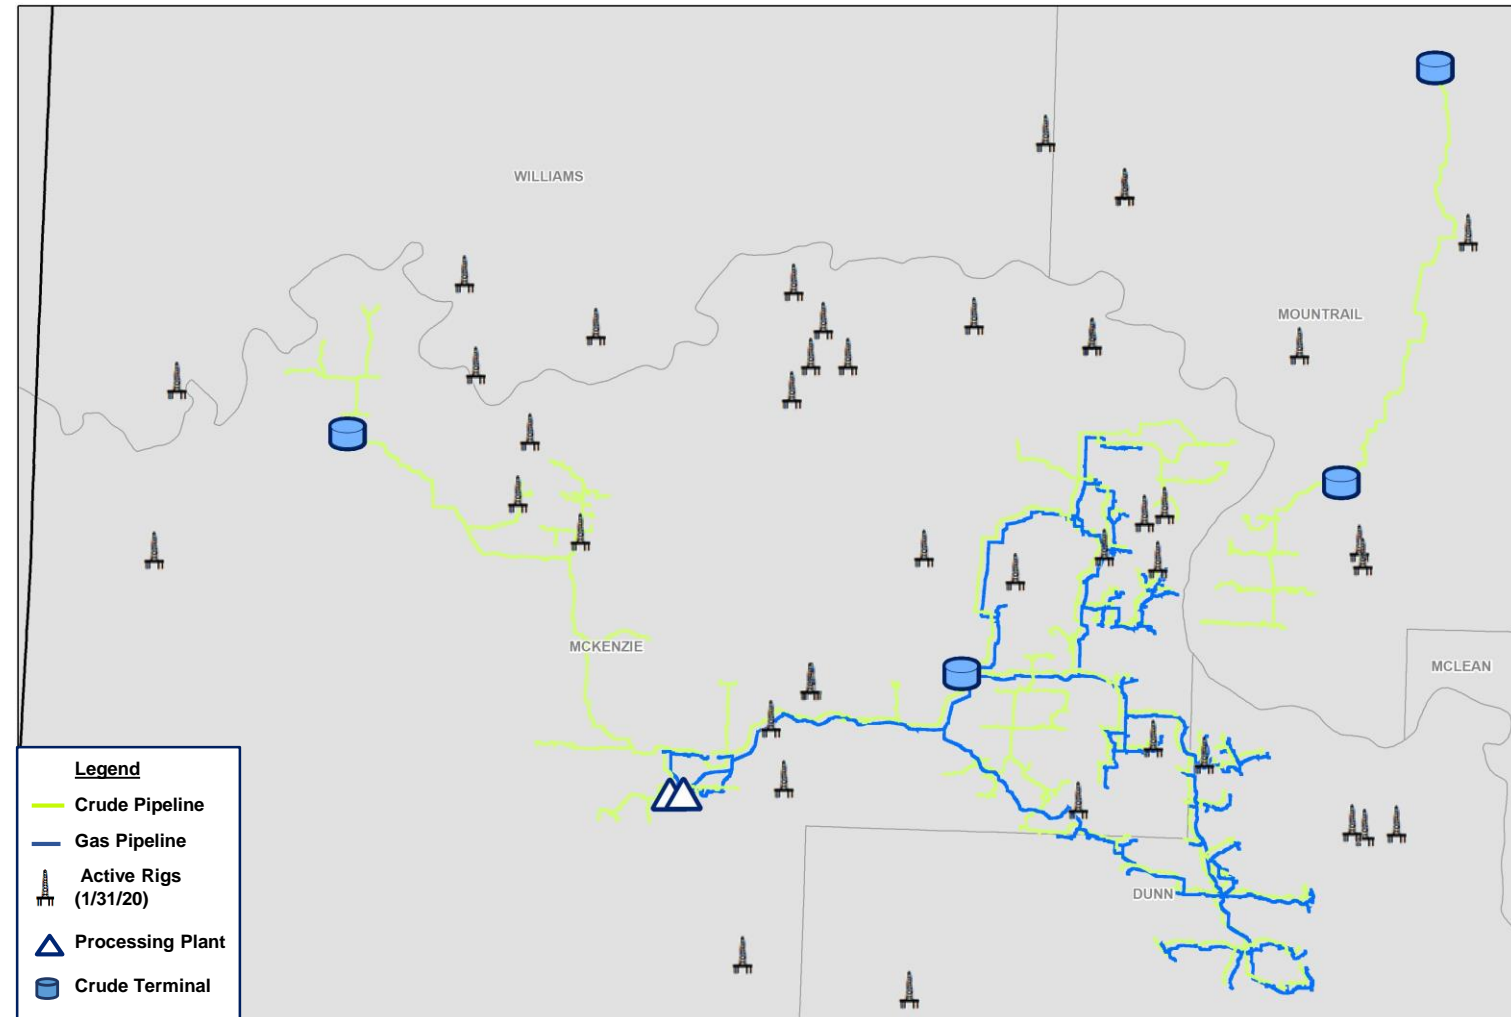 WILLIAMS
MOUNTRAIL
MCKENZIE
MCLEAN
DUNN
Legend
Crude Pipeline
Gas Pipeline
Active Rigs
(1/31/20)
Processing Plant
Crude Terminal